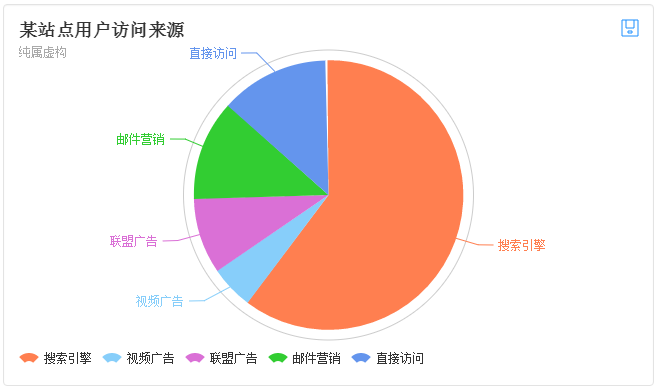 某站点用户访问来源
纯属虚构
直接访问
邮件营销
联盟广告
视频广告
搜索引擎
搜索引擎 视频广告 联盟广告 邮件营销 直接访问